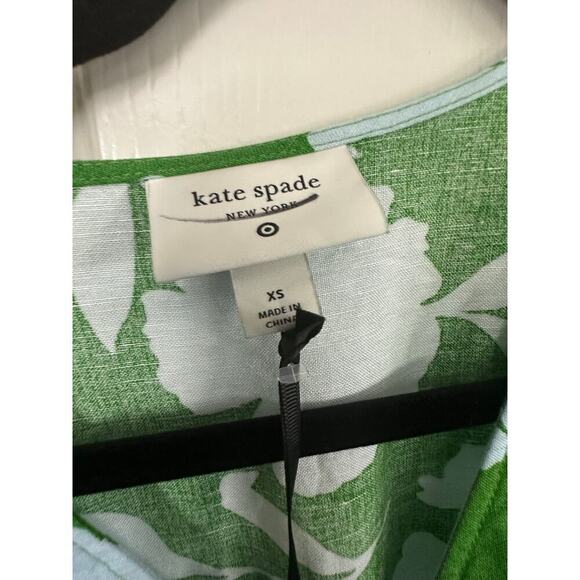 kate spade
NEW YORK
XS
MADE IN
CHINA